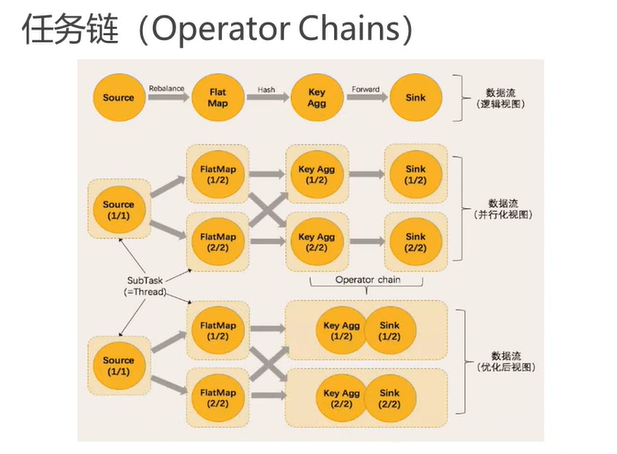 任务链（Operator Chains）
Source
Rebalance
Flat
Map
Hash
Key
Agg
Forward
Sink
数据流
（逻辑视图）
Source
(1/1)
FlatMap
(1/2)
Key Agg
(1/2)
Sink
(1/2)
FlatMap
(2/2)
Key Agg
(2/2)
Sink
(2/2)
数据流
（并行化视图）
SubTask
(=Thread)
Operator chain
Source
(1/1)
FlatMap
(1/2)
Key Agg
(1/2)
Sink
(1/2)
FlatMap
(2/2)
Key Agg
(2/2)
Sink
(2/2)
数据流
（优化后视图）